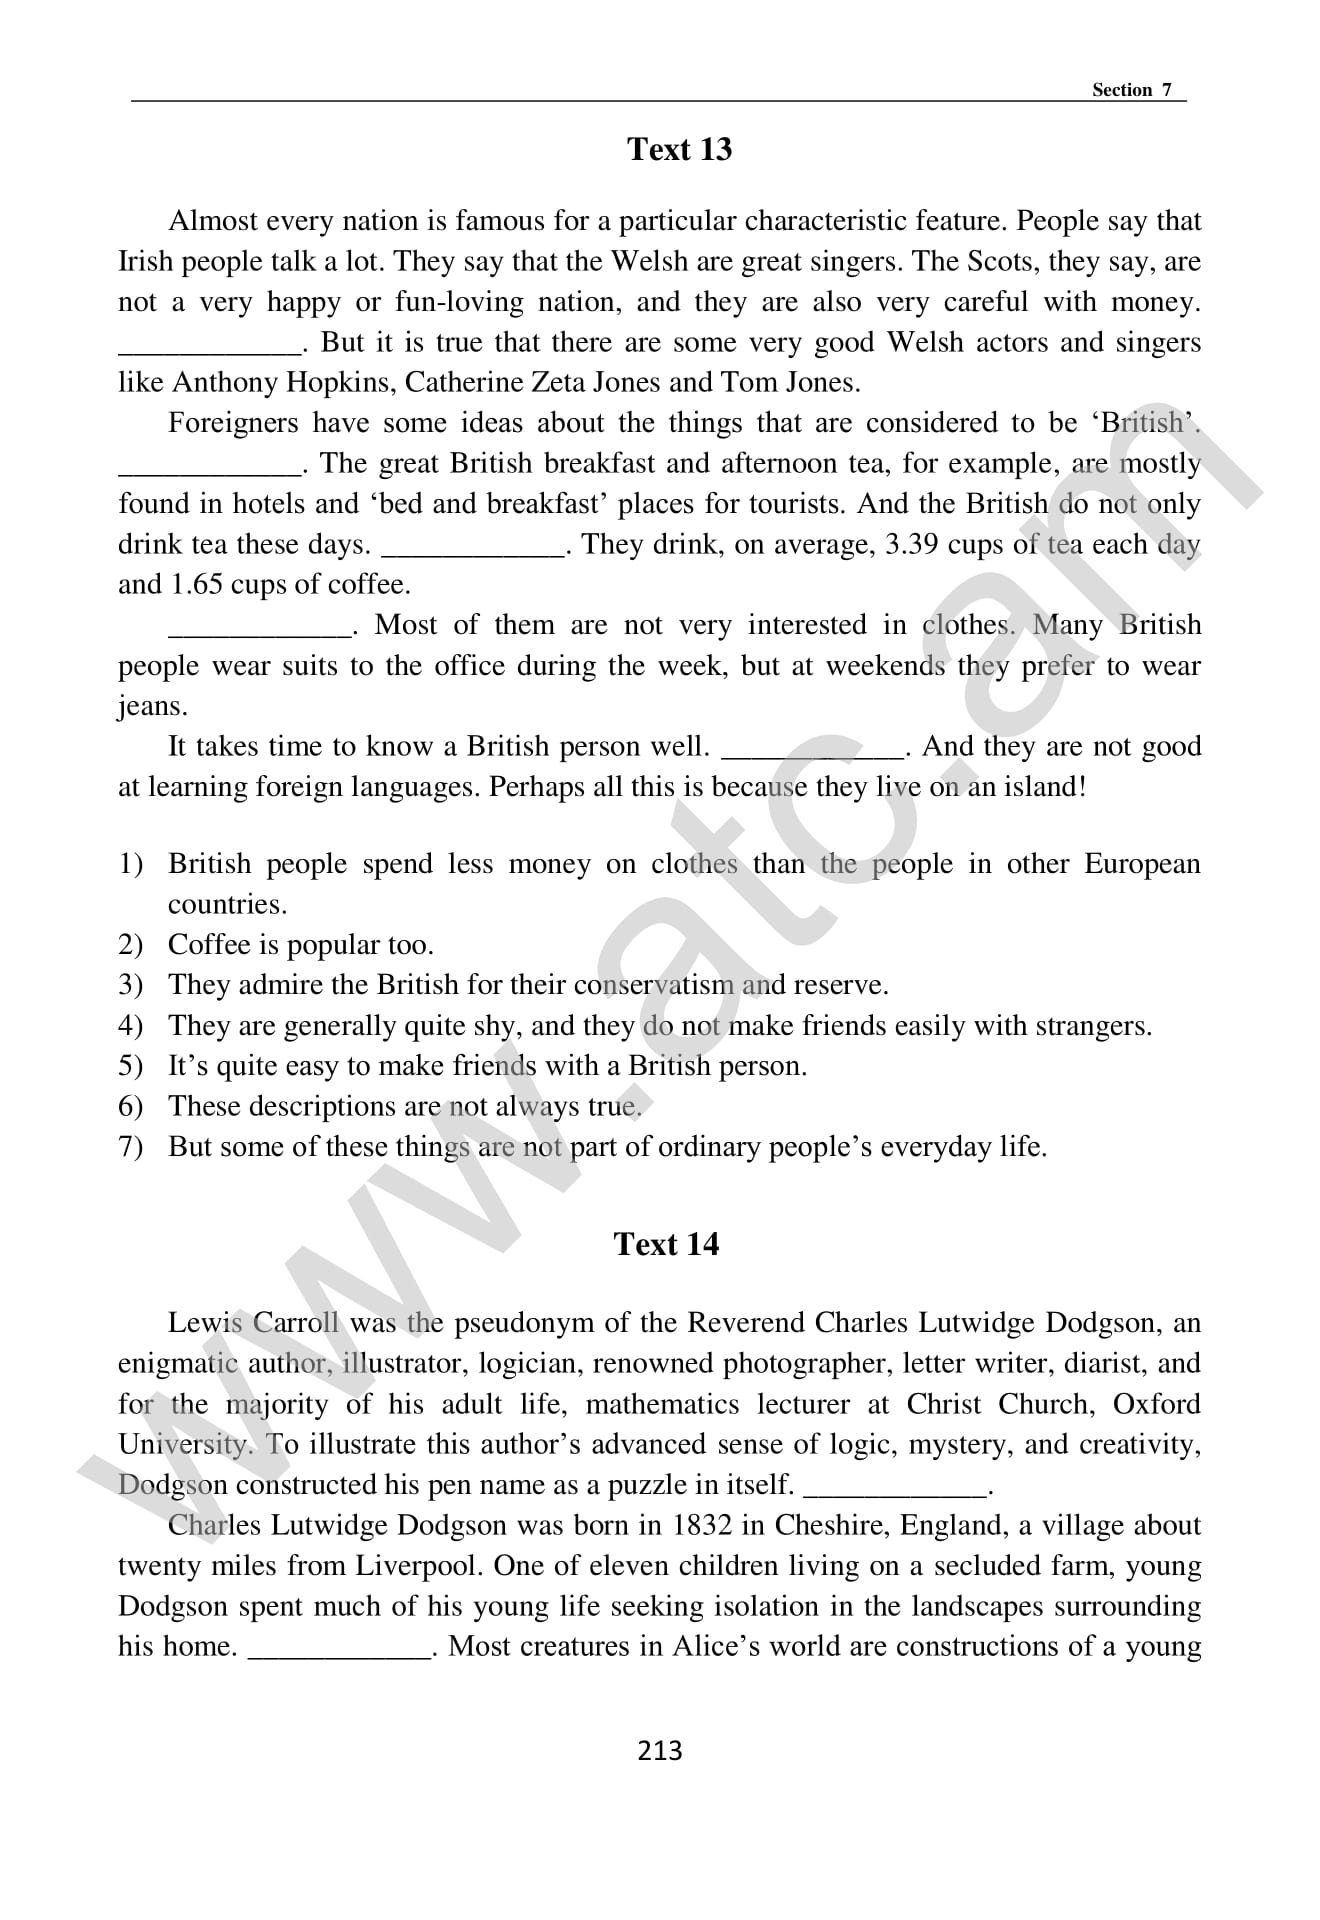 Section 7
Text 13
Almost every nation is famous for a particular characteristic feature. People say that
Irish people talk a lot. They say that the Welsh are great singers. The Scots, they say, are
not a very happy or fun-loving nation, and they are also very careful with money.
____________. But it is true that there are some very good Welsh actors and singers
like Anthony Hopkins, Catherine Zeta Jones and Tom Jones.
Foreigners have some ideas about the things that are considered to be ‘British’.
____________. The great British breakfast and afternoon tea, for example, are mostly
found in hotels and ‘bed and breakfast’ places for tourists. And the British do not only
drink tea these days. ____________. They drink, on average, 3.39 cups of tea each day
and 1.65 cups of coffee.
____________. Most of them are not very interested in clothes. Many British
people wear suits to the office during the week, but at weekends they prefer to wear
jeans.
It takes time to know a British person well. ____________. And they are not good
at learning foreign languages. Perhaps all this is because they live on an island!
1) British people spend less money on clothes than the people in other European
countries.
2) Coffee is popular too.
3) They admire the British for their conservatism and reserve.
4) They are generally quite shy, and they do not make friends easily with strangers.
5) It’s quite easy to make friends with a British person.
6) These descriptions are not always true.
7) But some of these things are not part of ordinary people’s everyday life.
Text 14
Lewis Carroll was the pseudonym of the Reverend Charles Lutwidge Dodgson, an
enigmatic author, illustrator, logician, renowned photographer, letter writer, diarist, and
for the majority of his adult life, mathematics lecturer at Christ Church, Oxford
University. To illustrate this author’s advanced sense of logic, mystery, and creativity,
Dodgson constructed his pen name as a puzzle in itself. ____________.
Charles Lutwidge Dodgson was born in 1832 in Cheshire, England, a village about
twenty miles from Liverpool. One of eleven children living on a secluded farm, young
Dodgson spent much of his young life seeking isolation in the landscapes surrounding
his home. ____________. Most creatures in Alice’s world are constructions of a young
213
www.atc.am